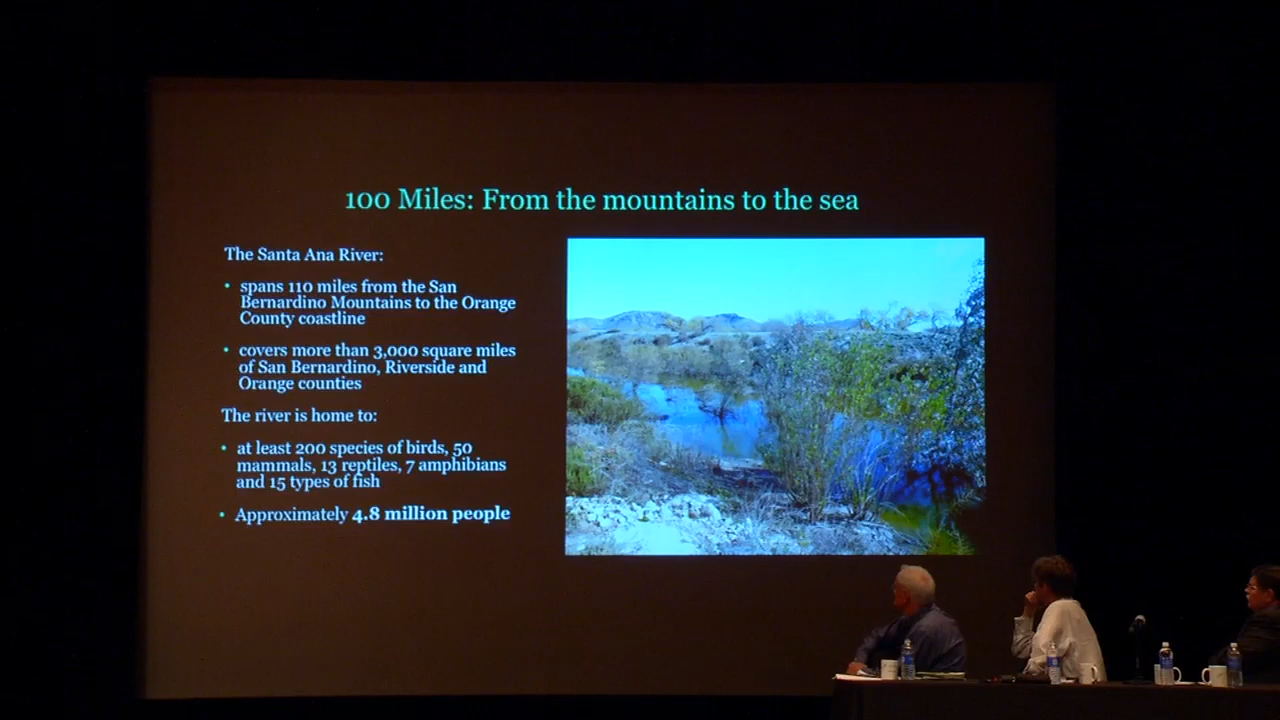 100 Miles: From the mountains to the sea
The Santa Ana River:
• spans 110 miles from the San
Bernardino Mountains to the Orange
County coastline
• covers more than 3,000 square miles
of San Bernardino, Riverside and
Orange counties
The river is home to:
• at least 200 species of birds, 50
mammals, 13 reptiles, 7 amphibians
and 15 types of fish
• Approximately 4.8 million people